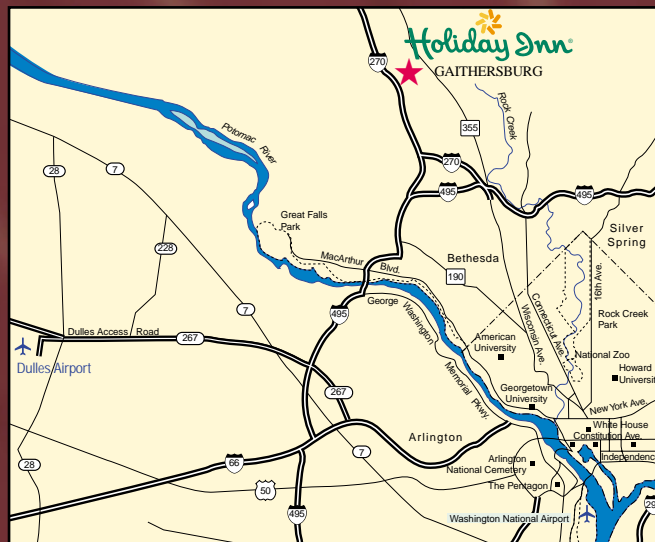 Holiday Inn®
GAITHERSBURG
270
Rock Creek
355
Potomac River
28
7
270
495
495
Great Falls
Park
Silver
Spring
228
MacArthur Blvd.
Bethesda
190
16th Ave.
7
George Washington Memorial Pkwy.
495
Connecticut Ave.
Wisconsin Ave.
Rock Creek
Park
Dulles Access Road
267
American
University
National Zoo
Dulles Airport
Howard
Universit
267
Georgetown
University
New York Ave.
White House
Constitution Ave.
Arlington
7
Independenc
28
66
Arlington
National Cemetery
50
The Pentagon
495
Washington National Airport
29